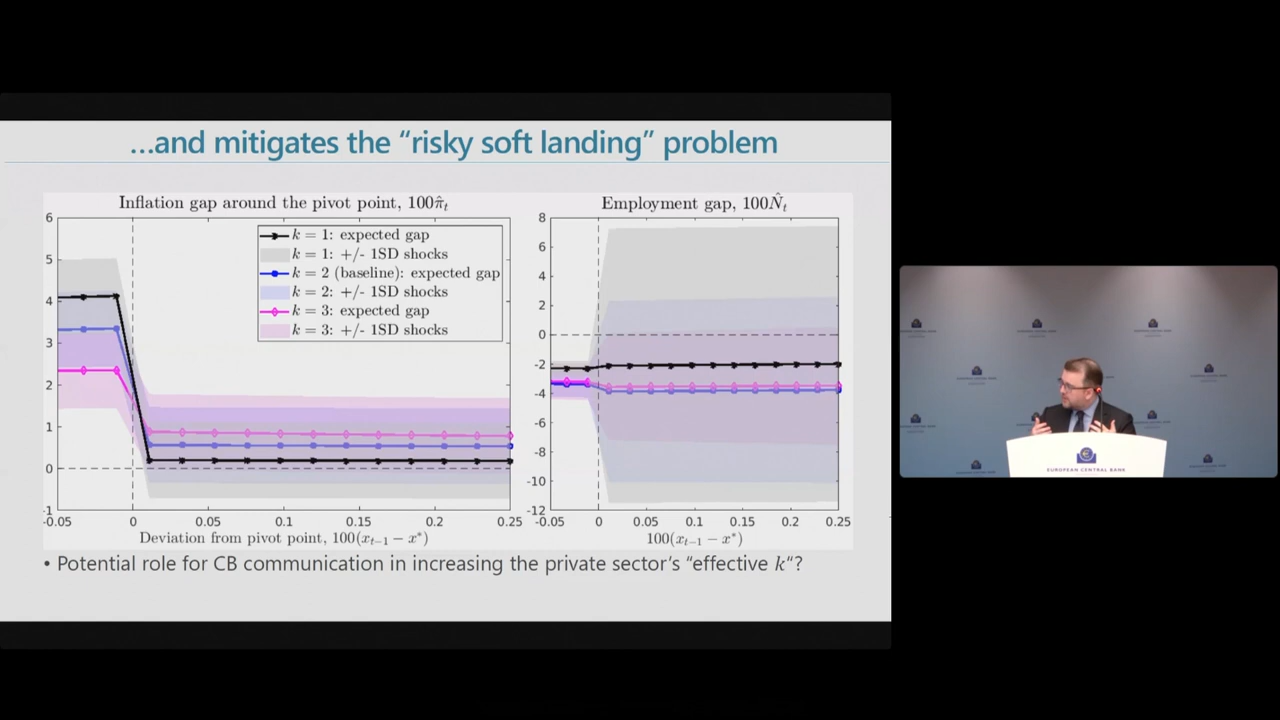 …and mitigates the “risky soft landing” problem
Inflation gap around the pivot point, 100π̂ₜ
6
5
4
3
2
1
0
-1
-0.05
0
0.05
0.1
0.15
0.2
0.25
Deviation from pivot point, 100(xₜ₋₁ − x*)
k = 1: expected gap
k = 1: +/- 1SD shocks
k = 2 (baseline): expected gap
k = 2: +/- 1SD shocks
k = 3: expected gap
k = 3: +/- 1SD shocks
Employment gap, 100N̂ₜ
8
6
4
2
0
-2
-4
-6
-8
-10
-12
-0.05
0
0.05
0.1
0.15
0.2
0.25
100(xₜ₋₁ − x*)
• Potential role for CB communication in increasing the private sector’s “effective k“?
EUROPEAN CENTRAL BANK